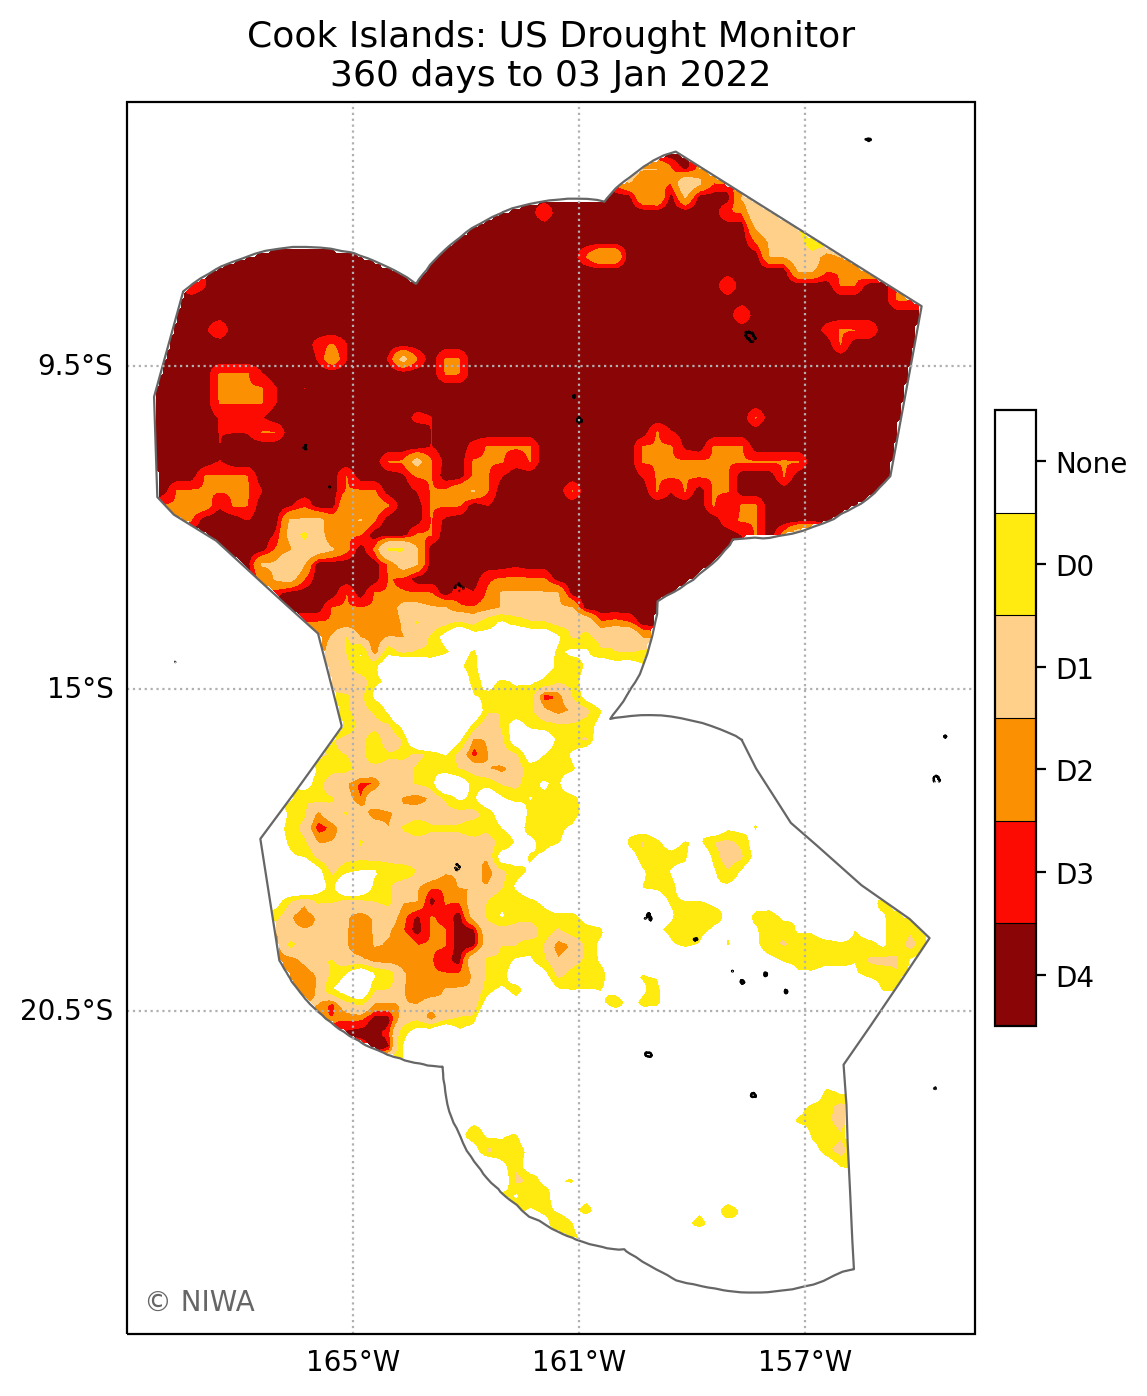 Cook Islands: US Drought Monitor
360 days to 03 Jan 2022
9.5°S
15°S
20.5°S
165°W
161°W
157°W
None
D0
D1
D2
D3
D4
© NIWA